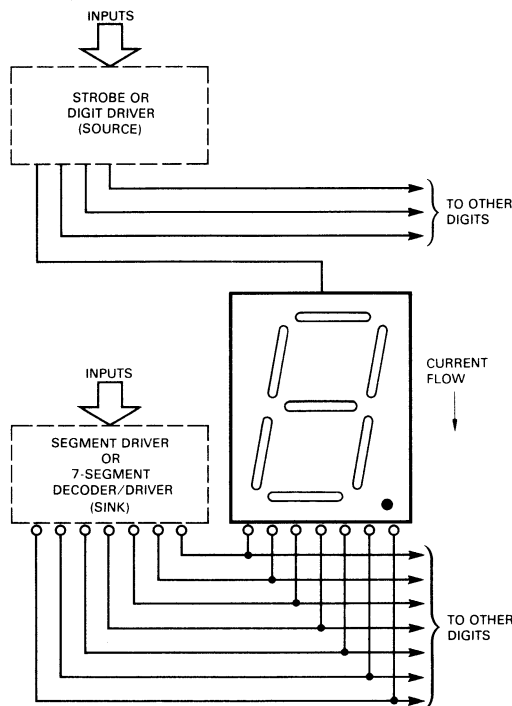 INPUTS
STROBE OR
DIGIT DRIVER
(SOURCE)
TO OTHER
DIGITS
CURRENT
FLOW
INPUTS
SEGMENT DRIVER
OR
7-SEGMENT
DECODER/DRIVER
(SINK)
TO OTHER
DIGITS